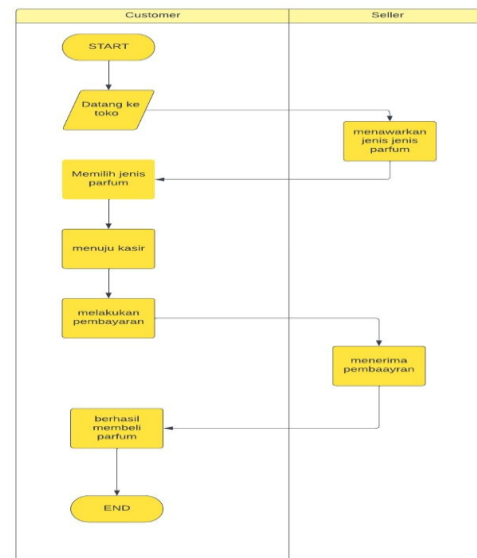 Customer
Seller
START
Datang ke
toko
menawarkan
jenis jenis
parfum
Memilih jenis
parfum
menuju kasir
melakukan
pembayaran
menerima
pembaayran
berhasil
membeli
parfum
END